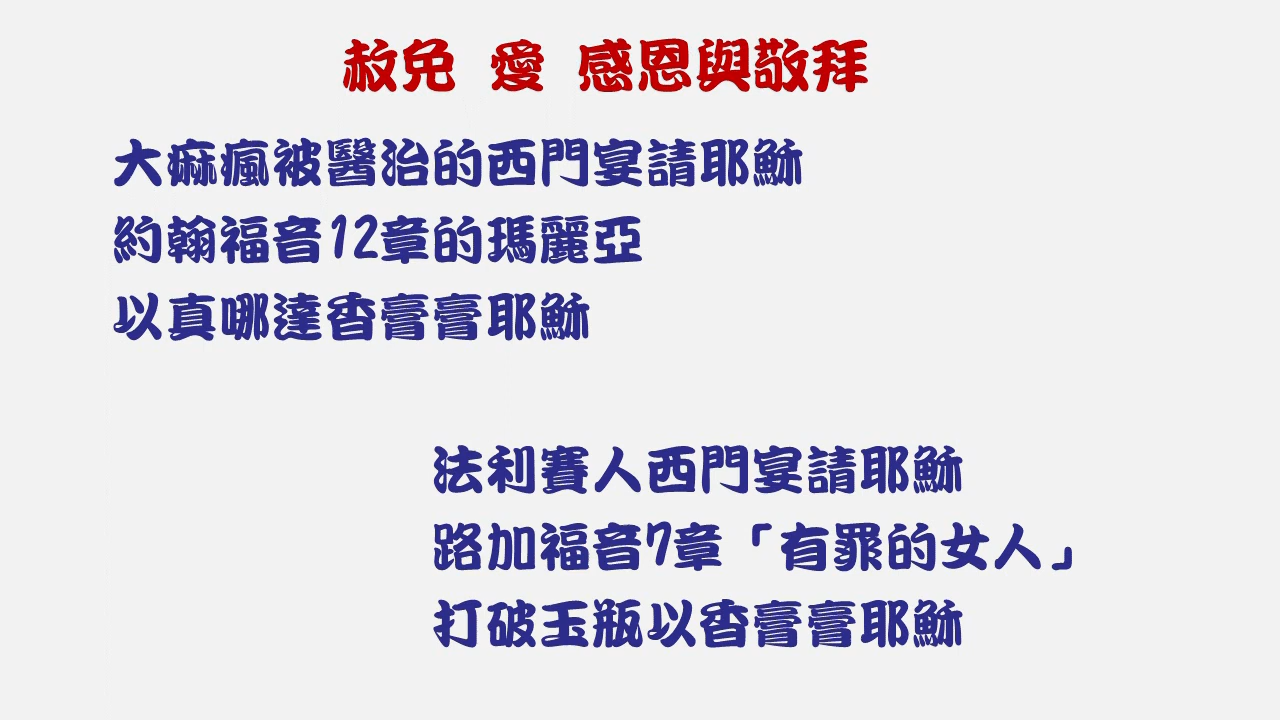 赦免 愛 感恩與敬拜
大痲瘋被醫治的西門宴請耶穌
約翰福音12章的瑪麗亞
以真哪達香膏膏耶穌
法利賽人西門宴請耶穌
路加福音7章「有罪的女人」
打破玉瓶以香膏膏耶穌